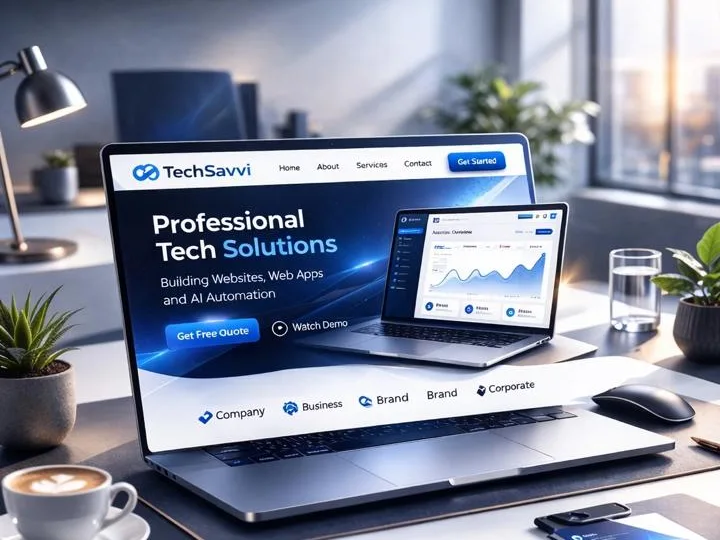 TechSavvi
Home About Services Contact Get Started
Professional
Tech Solutions
Building Websites, Web Apps
and AI Automation
Get Free Quote Watch Demo
Company Business Brand Brand Corporate